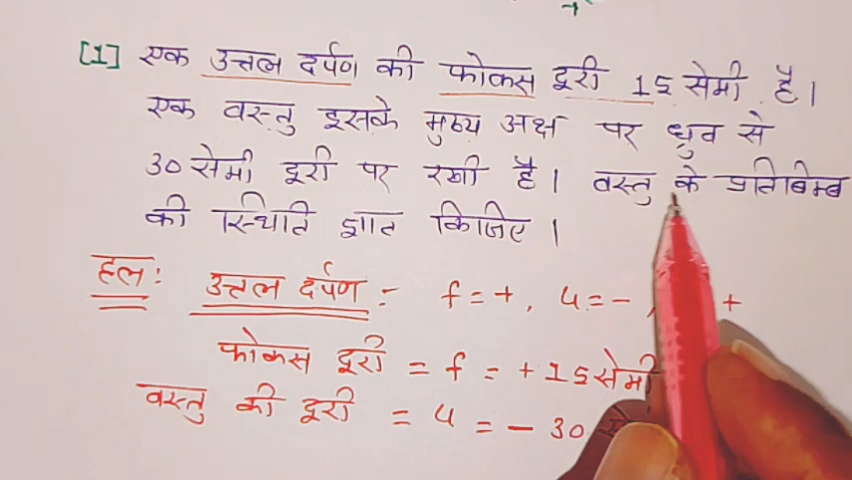 [1] एक उत्तल दर्पण की फोकस दूरी 15 सेमी है।
एक वस्तु इसके मुख्य अक्ष पर ध्रुव से
30 सेमी दूरी पर रखी है। वस्तु के प्रतिबिम्ब
की स्थिति ज्ञात किजिए।
हल: उत्तल दर्पण :- f = +, u = -, +
फोकस दूरी = f = + 15 सेमी
वस्तु की दूरी = u = - 30